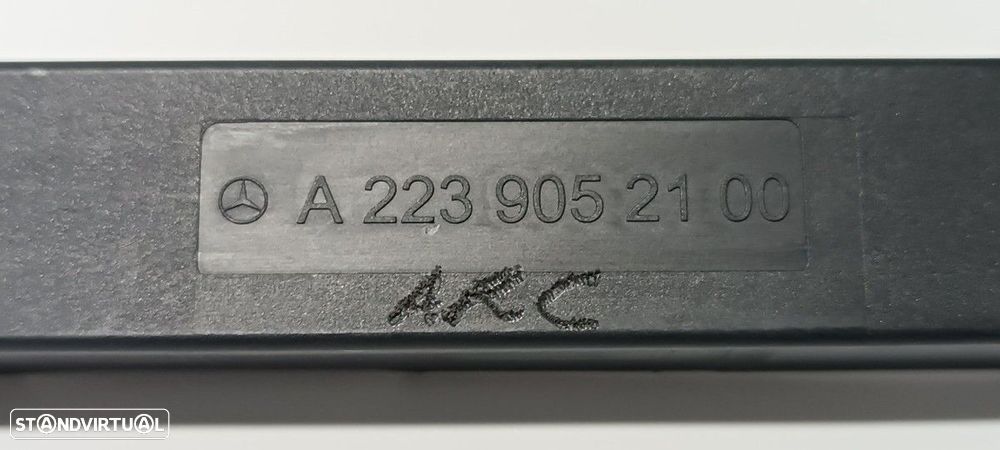 A 223 905 21 00
ARC
STANDVIRTUAL